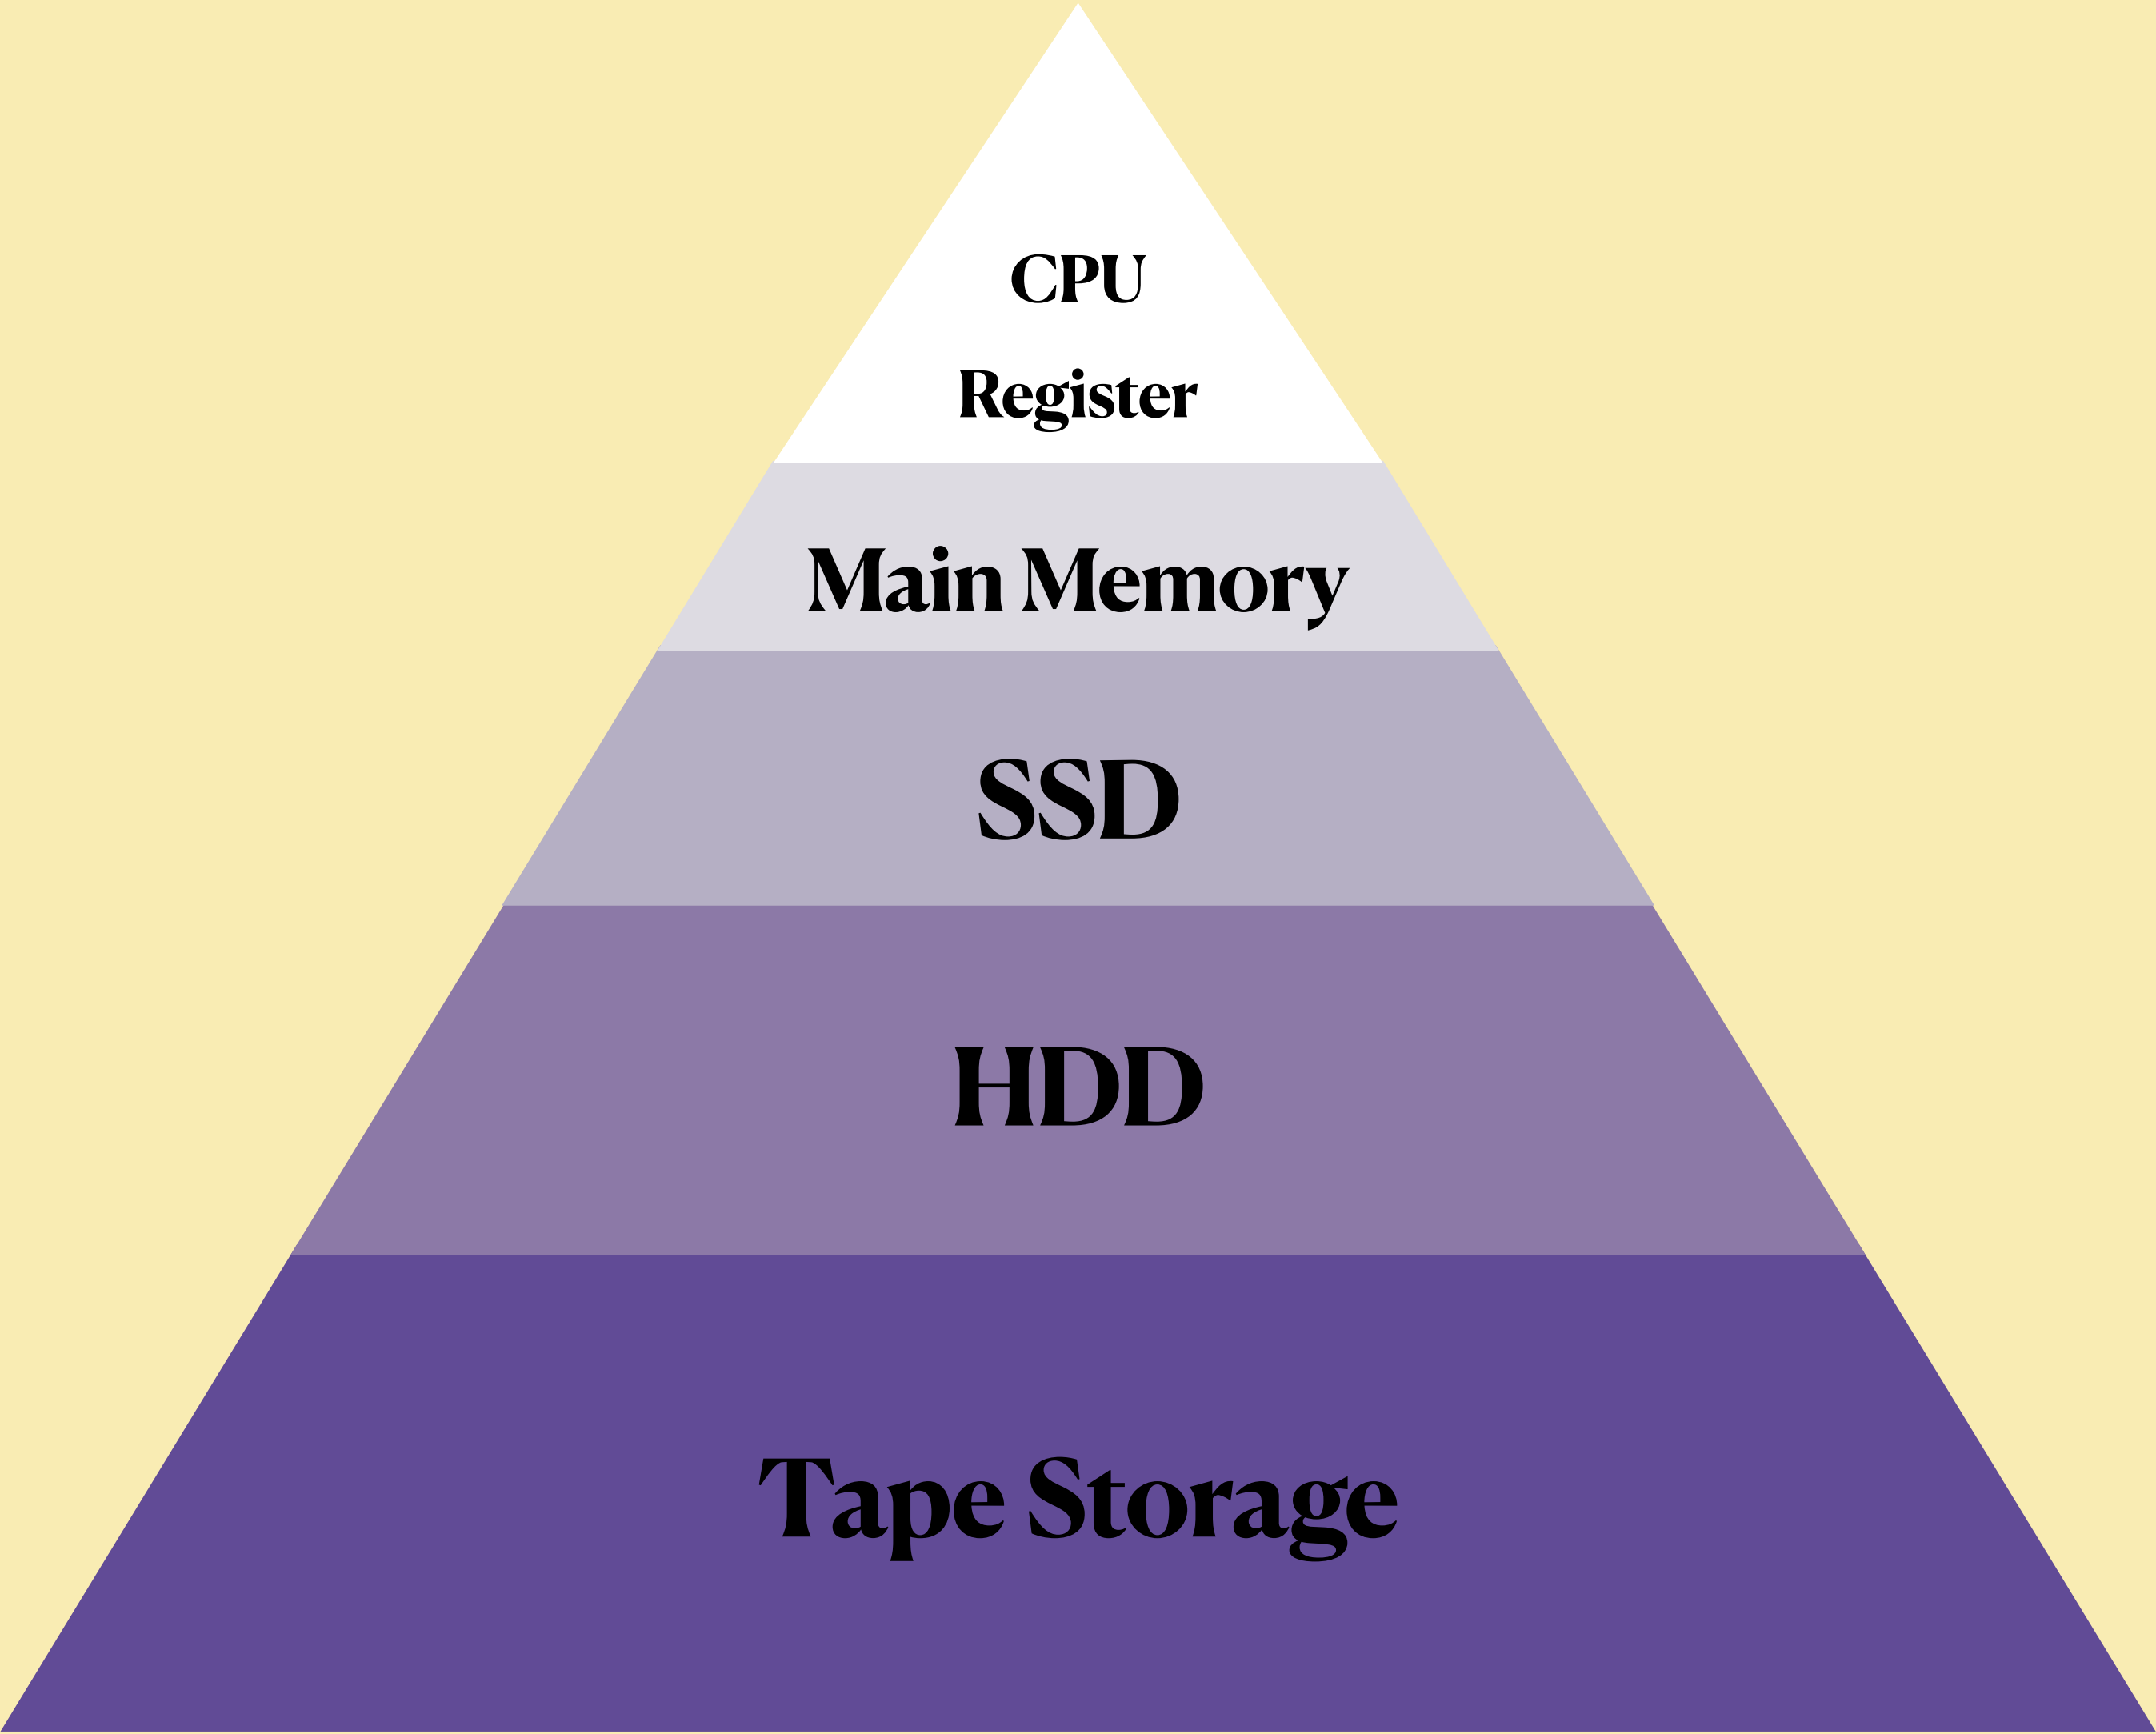 CPU
Register
Main Memory
SSD
HDD
Tape Storage